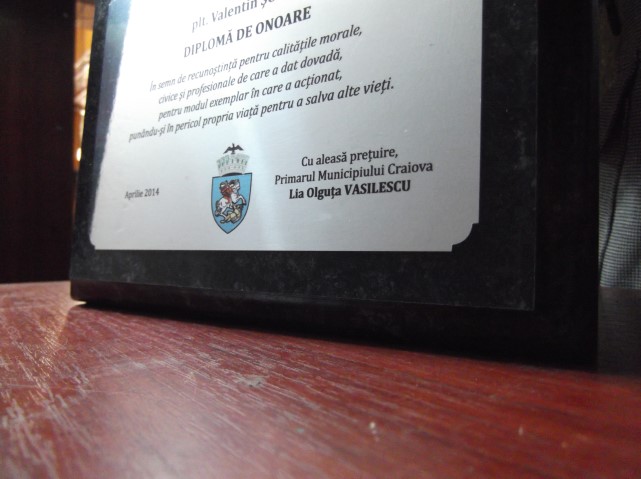 plt. Valentin
DIPLOMĂ DE ONOARE
În semn de recunoștință pentru calitățile morale,
civice și profesionale de care a dat dovadă,
pentru modul exemplar în care a acționat,
punându-și în pericol propria viață pentru a salva alte vieți.
Cu aleasă prețuire,
Primarul Municipiului Craiova
Lia Olguța VASILESCU
Aprilie 2014